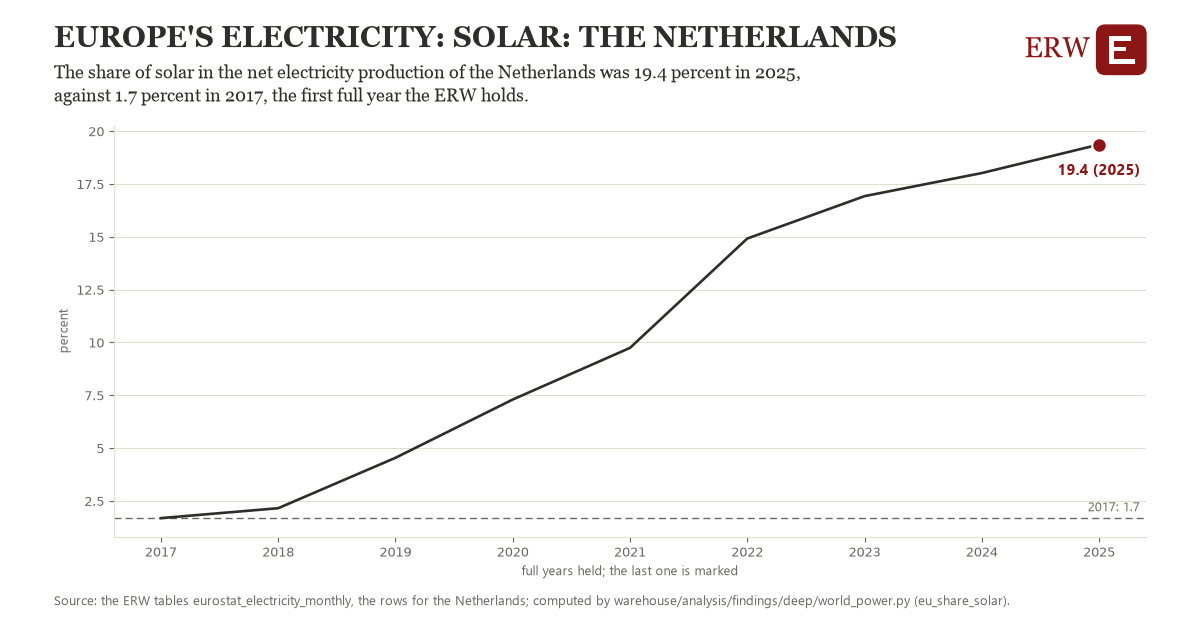 EUROPE'S ELECTRICITY: SOLAR: THE NETHERLANDS
ERW E
The share of solar in the net electricity production of the Netherlands was 19.4 percent in 2025,
against 1.7 percent in 2017, the first full year the ERW holds.
20
17.5
15
12.5
10
7.5
5
2.5
percent
19.4 (2025)
2017: 1.7
2017 2018 2019 2020 2021 2022 2023 2024 2025
full years held; the last one is marked
Source: the ERW tables eurostat_electricity_monthly, the rows for the Netherlands; computed by warehouse/analysis/findings/deep/world_power.py (eu_share_solar).